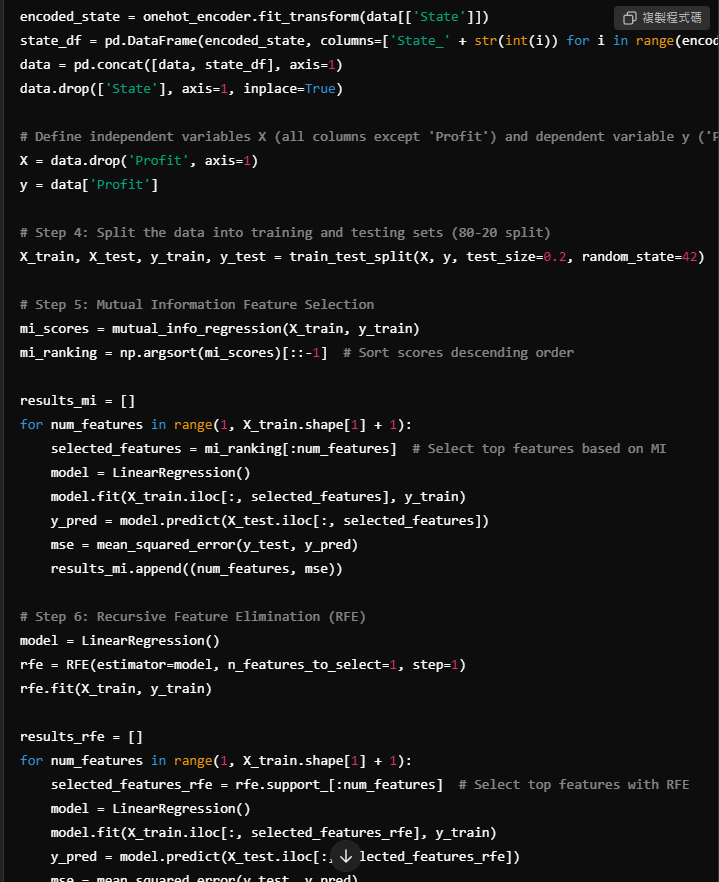 encoded_state = onehot_encoder.fit_transform(data[['State']])
複製程式碼
state_df = pd.DataFrame(encoded_state, columns=['State_' + str(int(i)) for i in range(encod
data = pd.concat([data, state_df], axis=1)
data.drop(['State'], axis=1, inplace=True)
# Define independent variables X (all columns except 'Profit') and dependent variable y ('P
X = data.drop('Profit', axis=1)
y = data['Profit']
# Step 4: Split the data into training and testing sets (80-20 split)
X_train, X_test, y_train, y_test = train_test_split(X, y, test_size=0.2, random_state=42)
# Step 5: Mutual Information Feature Selection
mi_scores = mutual_info_regression(X_train, y_train)
mi_ranking = np.argsort(mi_scores)[::-1]  # Sort scores descending order
results_mi = []
for num_features in range(1, X_train.shape[1] + 1):
    selected_features = mi_ranking[:num_features]  # Select top features based on MI
    model = LinearRegression()
    model.fit(X_train.iloc[:, selected_features], y_train)
    y_pred = model.predict(X_test.iloc[:, selected_features])
    mse = mean_squared_error(y_test, y_pred)
    results_mi.append((num_features, mse))
# Step 6: Recursive Feature Elimination (RFE)
model = LinearRegression()
rfe = RFE(estimator=model, n_features_to_select=1, step=1)
rfe.fit(X_train, y_train)
results_rfe = []
for num_features in range(1, X_train.shape[1] + 1):
    selected_features_rfe = rfe.support_[:num_features]  # Select top features with RFE
    model = LinearRegression()
    model.fit(X_train.iloc[:, selected_features_rfe], y_train)
    y_pred = model.predict(X_test.iloc[:, lected_features_rfe])
    mse = mean_squared_error(y_test, y_pred)